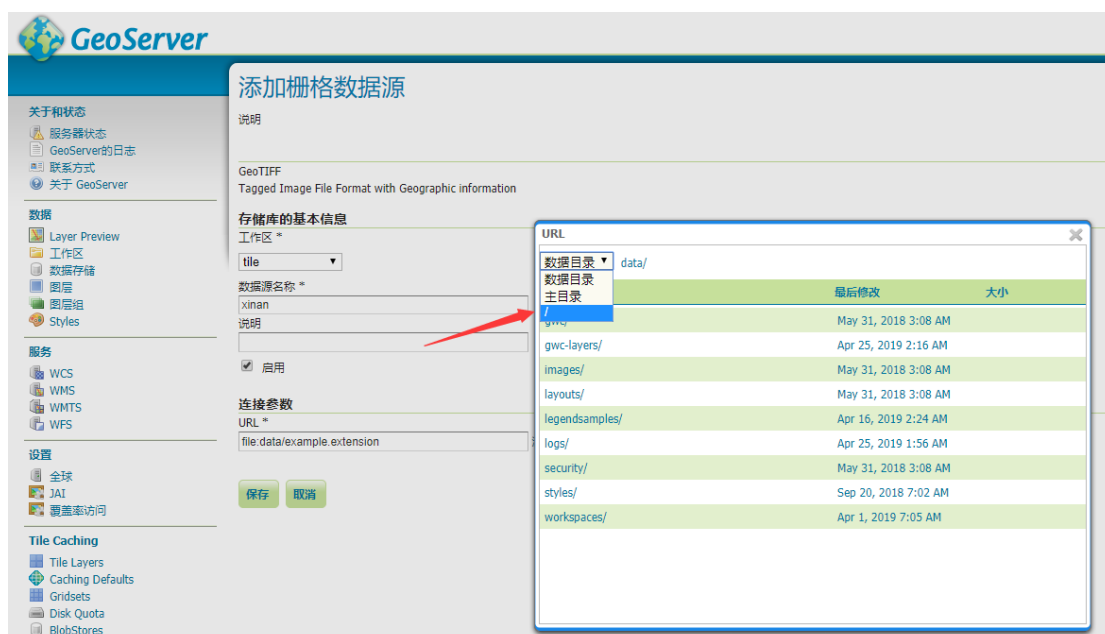 GeoServer
添加栅格数据源
说明
GeoTIFF
Tagged Image File Format with Geographic information
存储库的基本信息
工作区 *
tile
数据源名称 *
xinan
说明
启用
连接参数
URL *
file:data/example.extension
保存
取消
关于和状态
服务器状态
GeoServer的日志
联系方式
关于 GeoServer
数据
Layer Preview
工作区
数据存储
图层
图层组
Styles
服务
WCS
WMS
WMTS
WFS
设置
全球
JAI
覆盖率访问
Tile Caching
Tile Layers
Caching Defaults
Gridsets
Disk Quota
BlobStores
URL
数据目录 data/
数据目录
主目录
/
最后修改 大小
gwc/ May 31, 2018 3:08 AM
gwc-layers/ Apr 25, 2019 2:16 AM
images/ May 31, 2018 3:08 AM
layouts/ May 31, 2018 3:08 AM
legendsamples/ Apr 16, 2019 2:24 AM
logs/ Apr 25, 2019 1:56 AM
security/ May 31, 2018 3:08 AM
styles/ Sep 20, 2018 7:02 AM
workspaces/ Apr 1, 2019 7:05 AM